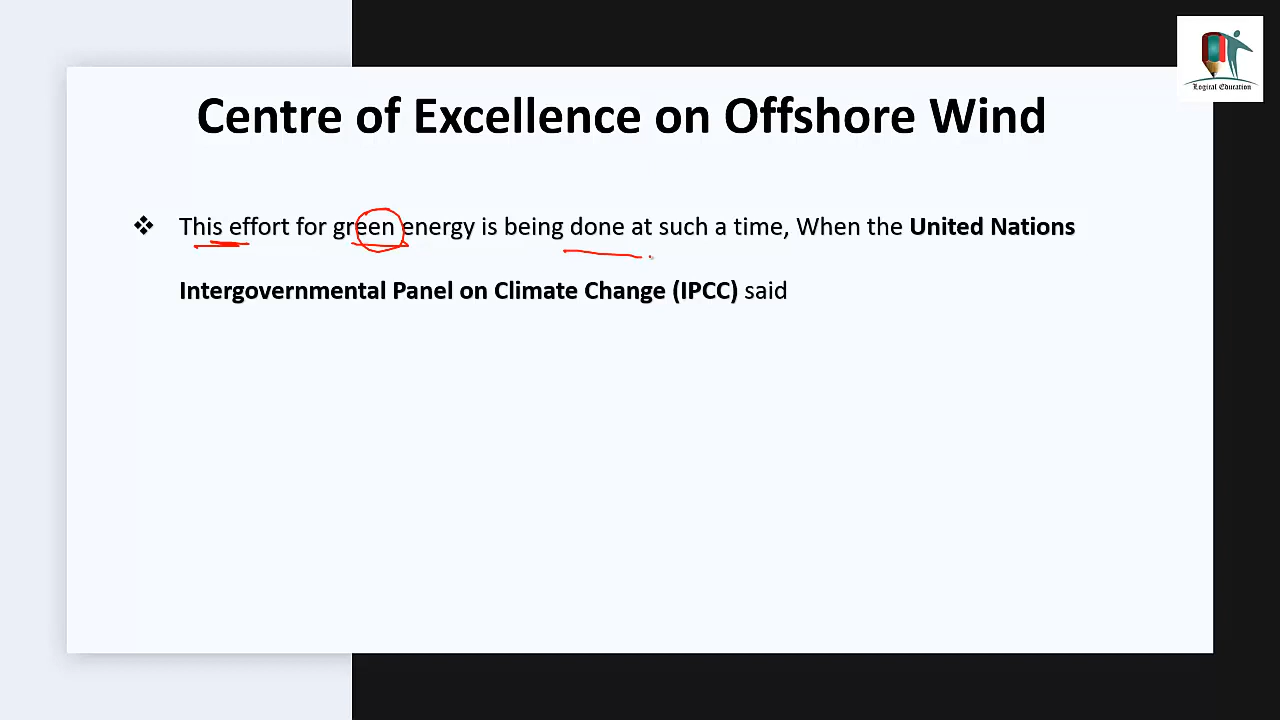 Logical Education
Centre of Excellence on Offshore Wind
❖ This effort for green energy is being done at such a time, When the United Nations
Intergovernmental Panel on Climate Change (IPCC) said